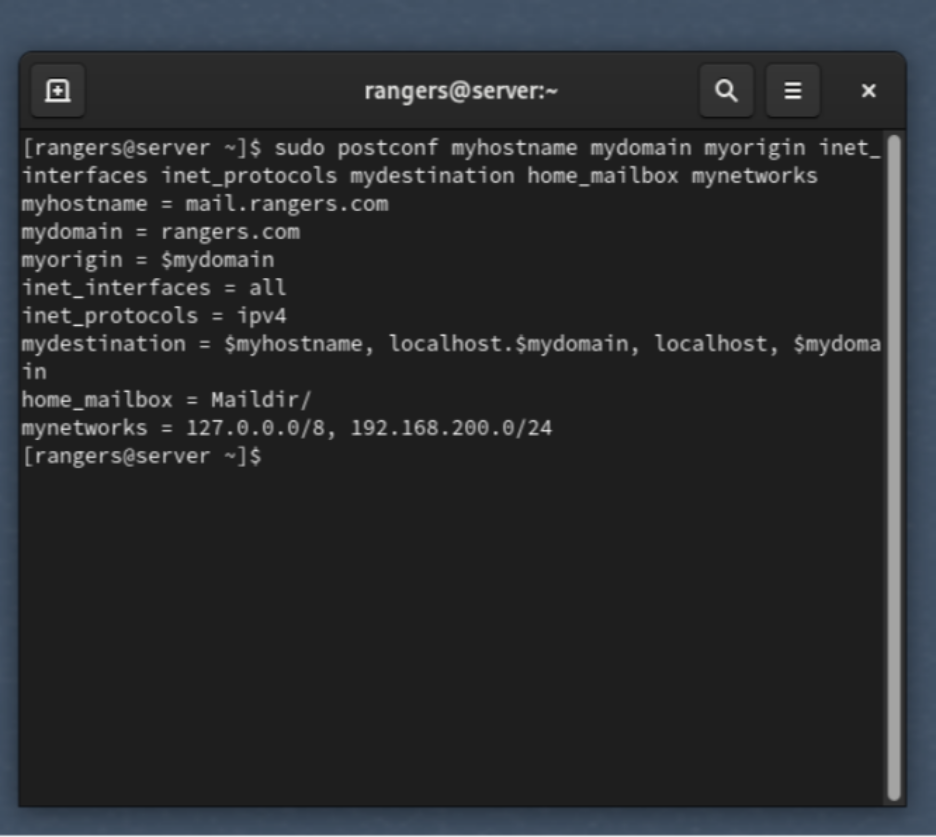 rangers@server:~
[rangers@server ~]$ sudo postconf myhostname mydomain myorigin inet_
interfaces inet_protocols mydestination home_mailbox mynetworks
myhostname = mail.rangers.com
mydomain = rangers.com
myorigin = $mydomain
inet_interfaces = all
inet_protocols = ipv4
mydestination = $myhostname, localhost.$mydomain, localhost, $mydoma
in
home_mailbox = Maildir/
mynetworks = 127.0.0.0/8, 192.168.200.0/24
[rangers@server ~]$